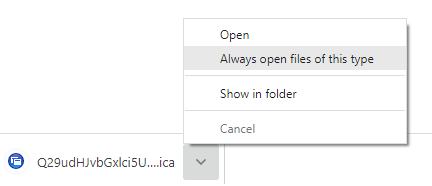 Open
Always open files of this type
Show in folder
Cancel
Q29udHJvbGxlci5U....ica